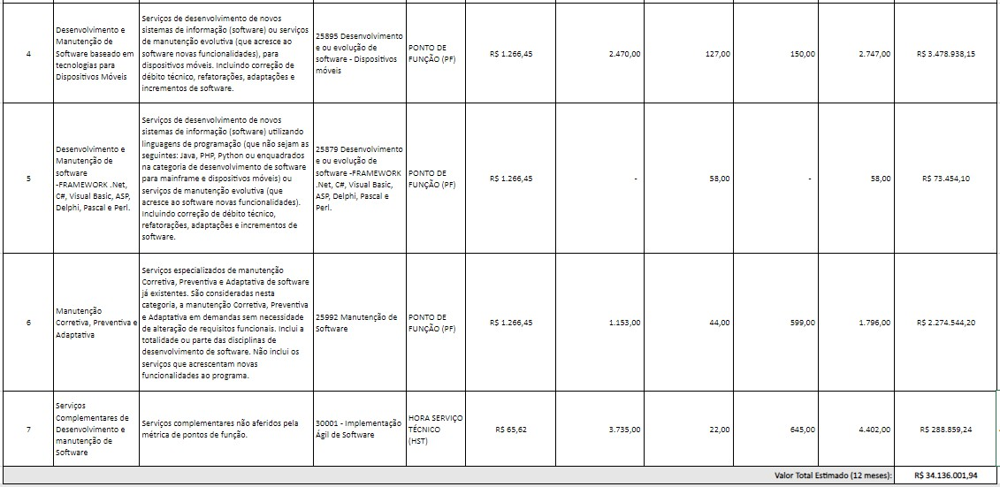 4
Desenvolvimento e
Manutenção de
Software baseado em
tecnologias para
Dispositivos Móveis
Serviços de desenvolvimento de novos
sistemas de informação (software) ou serviços
de manutenção evolutiva (que acresce ao
software novas funcionalidades), para
dispositivos móveis. Incluindo correção de
débito técnico, refatorações, adaptações e
incrementos de software.
25895 Desenvolvimento
e ou evolução de
software - Dispositivos
móveis
PONTO DE
FUNÇÃO (PF)
R$ 1.266,45
2.470,00
127,00
150,00
2.747,00
R$ 3.478.938,15
5
Desenvolvimento e
Manutenção de
software
-FRAMEWORK .Net,
C#, Visual Basic, ASP,
Delphi, Pascal e Perl.
Serviços de desenvolvimento de novos
sistemas de informação (software) utilizando
linguagens de programação (que não sejam as
seguintes: Java, PHP, Python ou enquadrados
na categoria de desenvolvimento de software
para mainframe e dispositivos móveis) ou
serviços de manutenção evolutiva (que
acresce ao software novas funcionalidades).
Incluindo correção de débito técnico,
refatorações, adaptações e incrementos de
software.
25879 Desenvolvimento
e ou evolução de
software -FRAMEWORK
.Net, C#, Visual Basic,
ASP, Delphi, Pascal e
Perl.
PONTO DE
FUNÇÃO (PF)
R$ 1.266,45
-
58,00
-
58,00
R$ 73.454,10
6
Manutenção
Corretiva, Preventiva e
Adaptativa
Serviços especializados de manutenção
Corretiva, Preventiva e Adaptativa de software
já existentes. São consideradas nesta
categoria, a manutenção Corretiva, Preventiva
e Adaptativa em demandas sem necessidade
de alteração de requisitos funcionais. Inclui a
totalidade ou parte das disciplinas de
desenvolvimento de software. Não inclui os
serviços que acrescentam novas
funcionalidades ao programa.
25992 Manutenção de
Software
PONTO DE
FUNÇÃO (PF)
R$ 1.266,45
1.153,00
44,00
599,00
1.796,00
R$ 2.274.544,20
7
Serviços
Complementares de
Desenvolvimento e
manutenção de
Software
Serviços complementares não aferidos pela
métrica de pontos de função.
30001 - Implementação
Ágil de Software
HORA SERVIÇO
TÉCNICO
(HST)
R$ 65,62
3.735,00
22,00
645,00
4.402,00
R$ 288.859,24
Valor Total Estimado (12 meses):
R$ 34.136.001,94